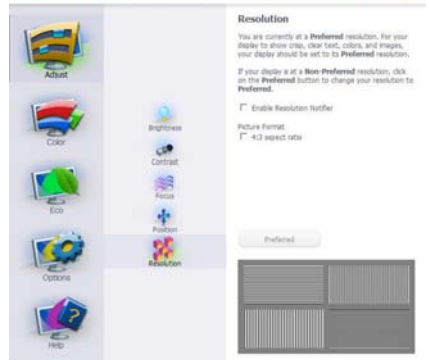 Adjust
Color
Eco
Options
Help
Brightness
Contrast
Focus
Position
Resolution
Resolution
You are currently at a Preferred resolution. For your
display to show crisp, clear text, colors, and images,
your display should be set to its Preferred resolution.
If your display is at a Non-Preferred resolution, click
on the Preferred button to change your resolution to
Preferred.
Enable Resolution Notifier
Picture Format
4:3 aspect ratio
Preferred